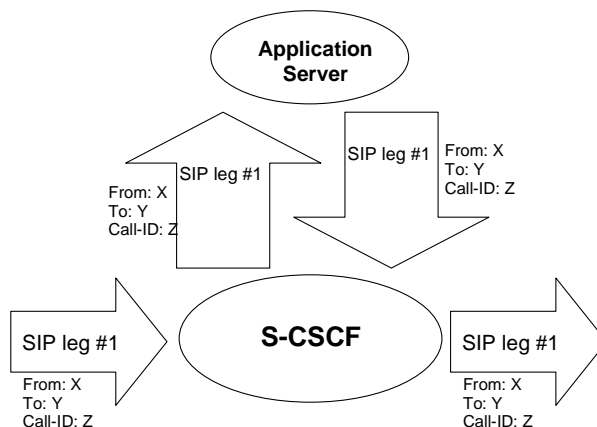 Application
Server
SIP leg #1
From: X
To: Y
Call-ID: Z
SIP leg #1
From: X
To: Y
Call-ID: Z
S-CSCF
SIP leg #1
From: X
To: Y
Call-ID: Z
SIP leg #1
From: X
To: Y
Call-ID: Z